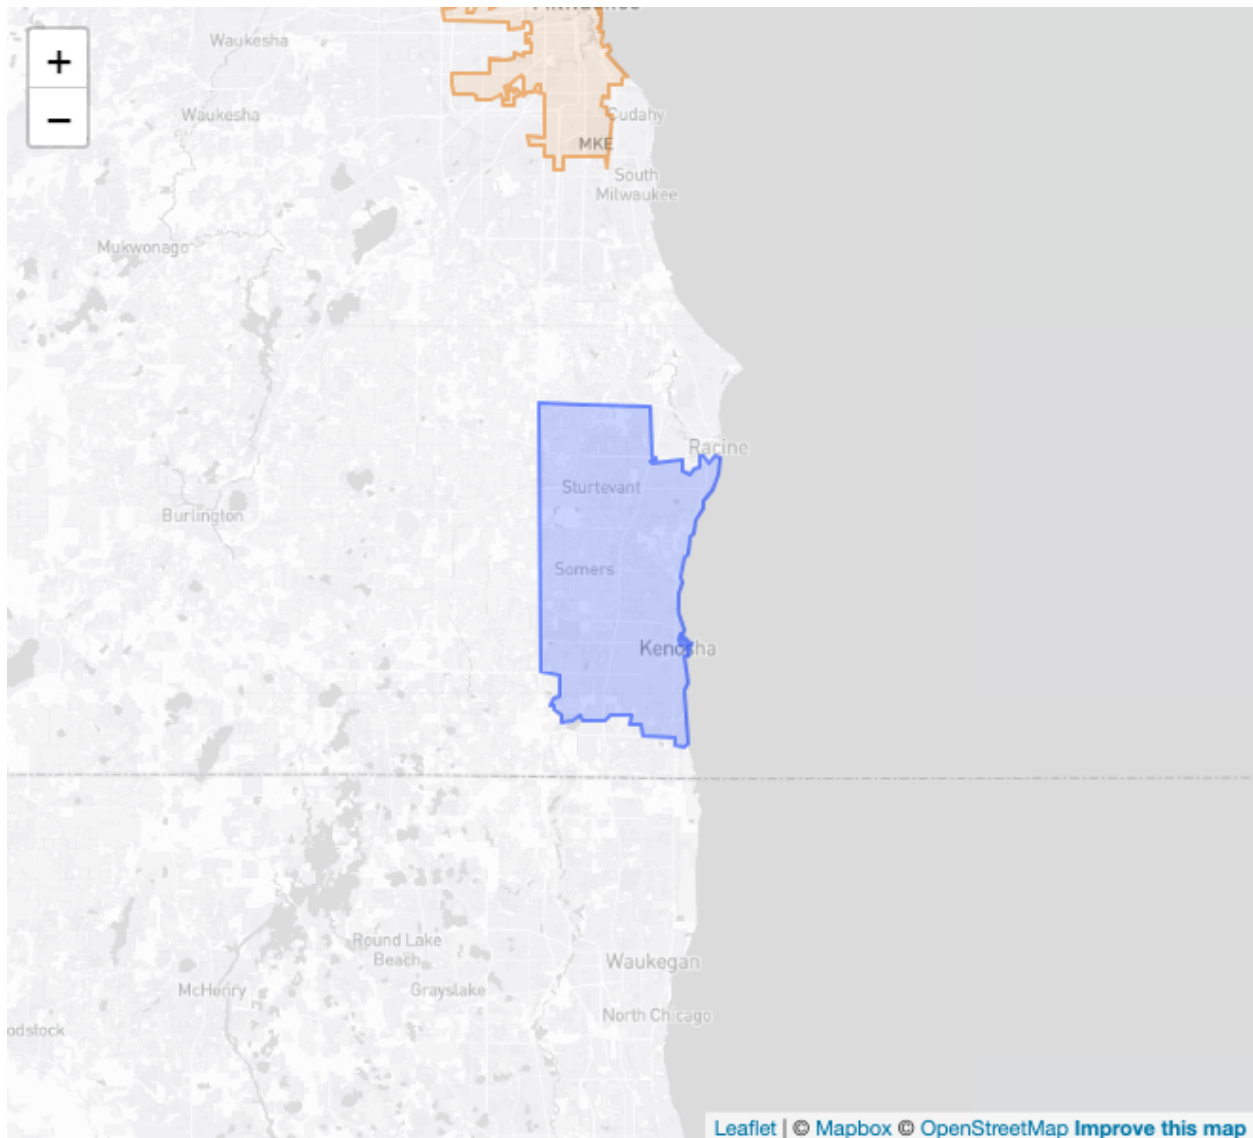 Milwaukee
Waukesha
+
Waukesha
−
Cudahy
MKE
South
Milwaukee
Mukwonago
Racine
Sturtevant
Burlington
Somers
Kenosha
Round Lake
Beach
Waukegan
McHenry
Grayslake
North Chicago
odstock
Leaflet | © Mapbox © OpenStreetMap Improve this map